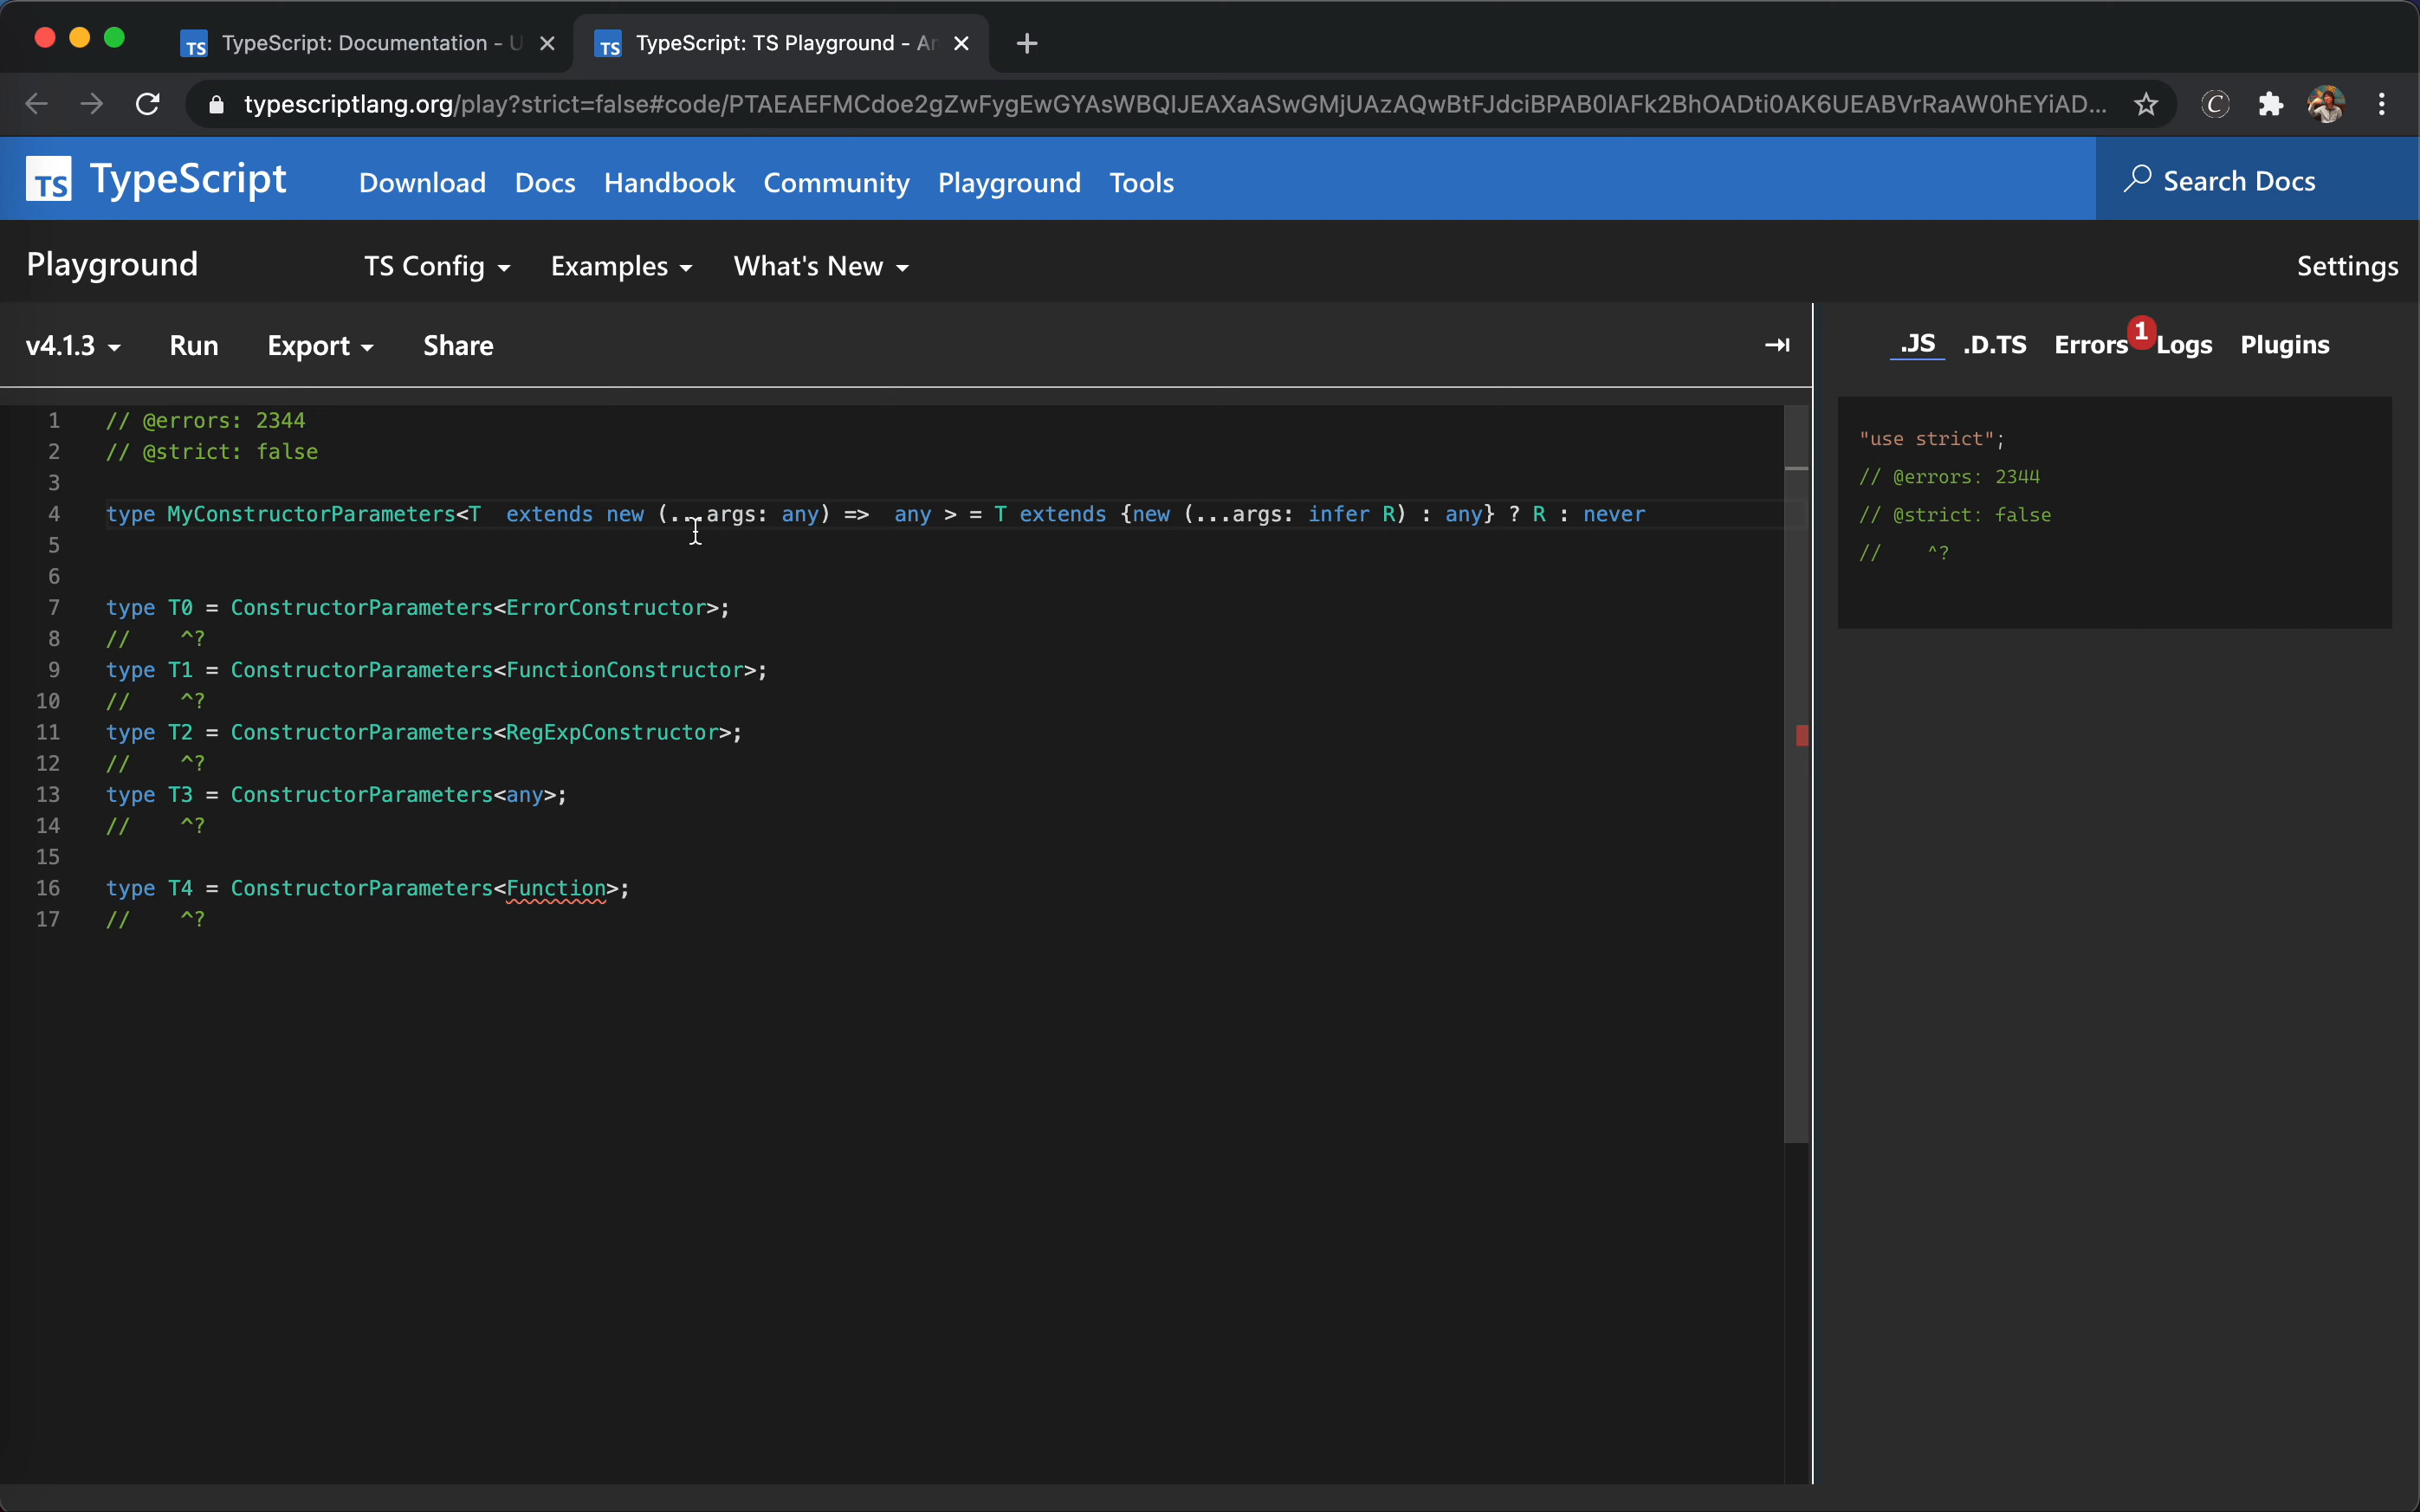 TS TypeScript: Documentation - U
TS TypeScript: TS Playground - An
typescriptlang.org/play?strict=false#code/PTAEAEFMCdoe2gZwFygEwGYAsWBQIJEAXaASwGMjUAzAQwBtFJdciBPAB0lAFk2BhOADti0AK6UEABVrRaAW0hEYiAD...
TS TypeScript
Download
Docs
Handbook
Community
Playground
Tools
Search Docs
Playground
TS Config
Examples
What's New
Settings
v4.1.3
Run
Export
Share
.JS
.D.TS
Errors
1
Logs
Plugins
1 // @errors: 2344
2 // @strict: false
3
4 type MyConstructorParameters<T  extends new (...args: any) =>  any > = T extends {new (...args: infer R) : any} ? R : never
5
6
7 type T0 = ConstructorParameters<ErrorConstructor>;
8 //    ^?
9 type T1 = ConstructorParameters<FunctionConstructor>;
10 //    ^?
11 type T2 = ConstructorParameters<RegExpConstructor>;
12 //    ^?
13 type T3 = ConstructorParameters<any>;
14 //    ^?
15
16 type T4 = ConstructorParameters<Function>;
17 //    ^?
"use strict";
// @errors: 2344
// @strict: false
//    ^?